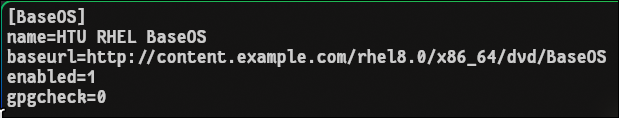 [BaseOS]
name=HTU RHEL BaseOS
baseurl=http://content.example.com/rhel8.0/x86_64/dvd/BaseOS
enabled=1
gpgcheck=0